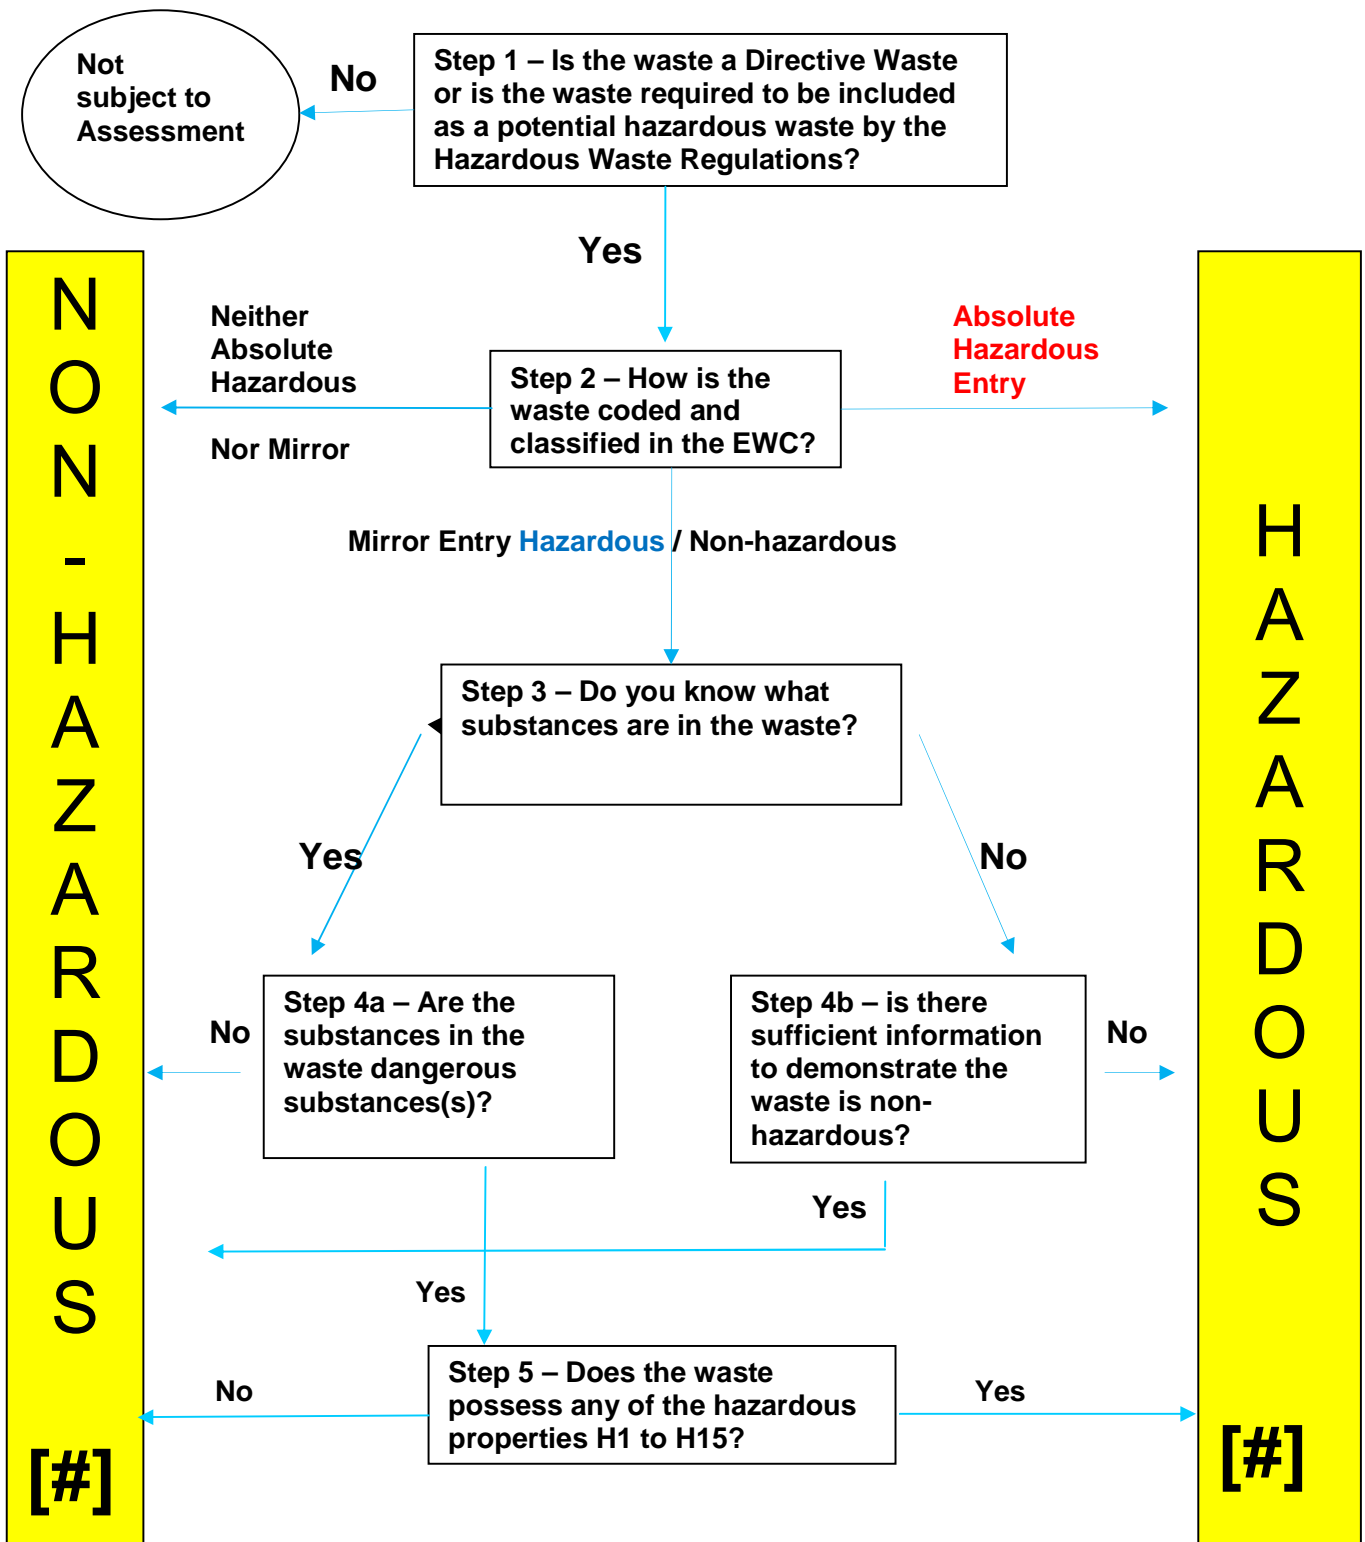 Not
subject to
Assessment
No
Step 1 – Is the waste a Directive Waste
or is the waste required to be included
as a potential hazardous waste by the
Hazardous Waste Regulations?
Yes
NON-HAZARDOUS
[#]
Neither
Absolute
Hazardous
Nor Mirror
Absolute
Hazardous
Entry
Step 2 – How is the
waste coded and
classified in the EWC?
HAZARDOUS
[#]
Mirror Entry Hazardous / Non-hazardous
Step 3 – Do you know what
substances are in the waste?
Yes
No
Step 4a – Are the
substances in the
waste dangerous
substances(s)?
No
Step 4b – is there
sufficient information
to demonstrate the
waste is non-
hazardous?
No
Yes
Yes
Step 5 – Does the waste
possess any of the hazardous
properties H1 to H15?
No
Yes